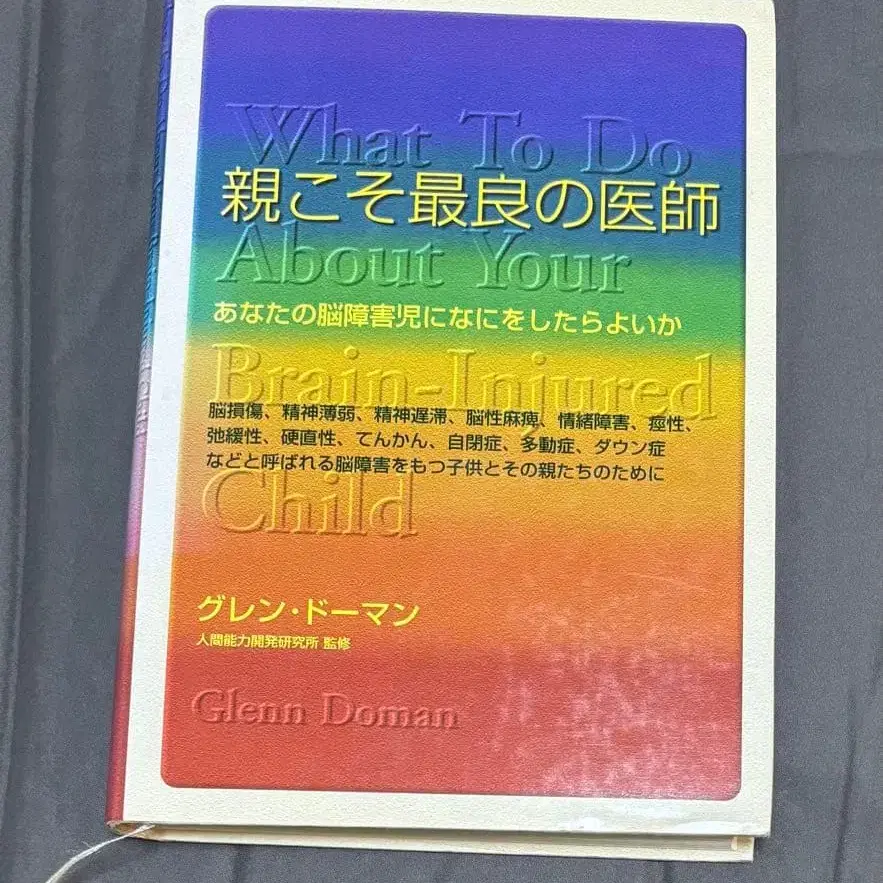 What To Do
親こそ最良の医師
About Your
あなたの脳障害児になにをしたらよいか
Brain-Injured
脳損傷、精神薄弱、精神遅滞、脳性麻痺、情緒障害、痙性、
弛緩性、硬直性、てんかん、自閉症、多動症、ダウン症
などと呼ばれる脳障害をもつ子供とその親たちのために
Child
グレン・ドーマン
人間能力開発研究所 監修
Glenn Doman